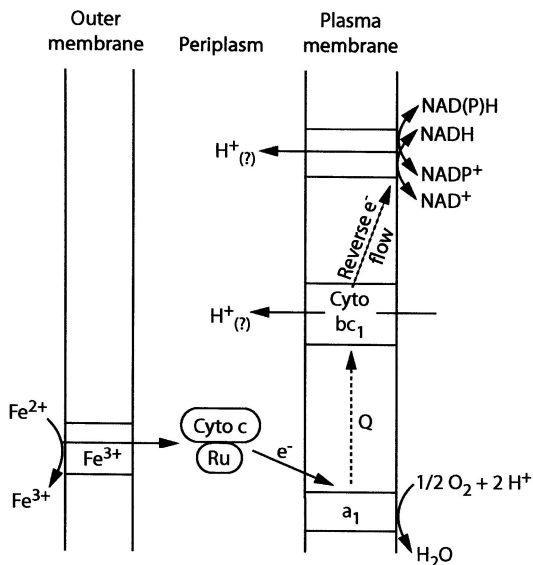 Outer
membrane
Periplasm
Plasma
membrane
NAD(P)H
NADH
H+(?)
NADP+
NAD+
Reverse e-
flow
Cyto
bc1
H+(?)
Fe2+
Fe3+
Fe3+
Cyto c
Ru
e-
Q
1/2 O2 + 2 H+
a1
H2O